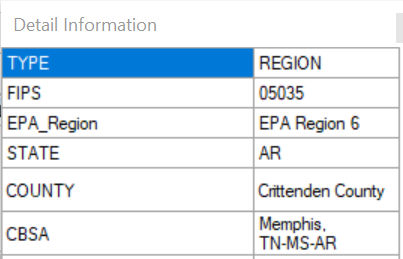 Detail Information
TYPE REGION
FIPS 05035
EPA_Region EPA Region 6
STATE AR
COUNTY Crittenden County
CBSA Memphis,
TN-MS-AR